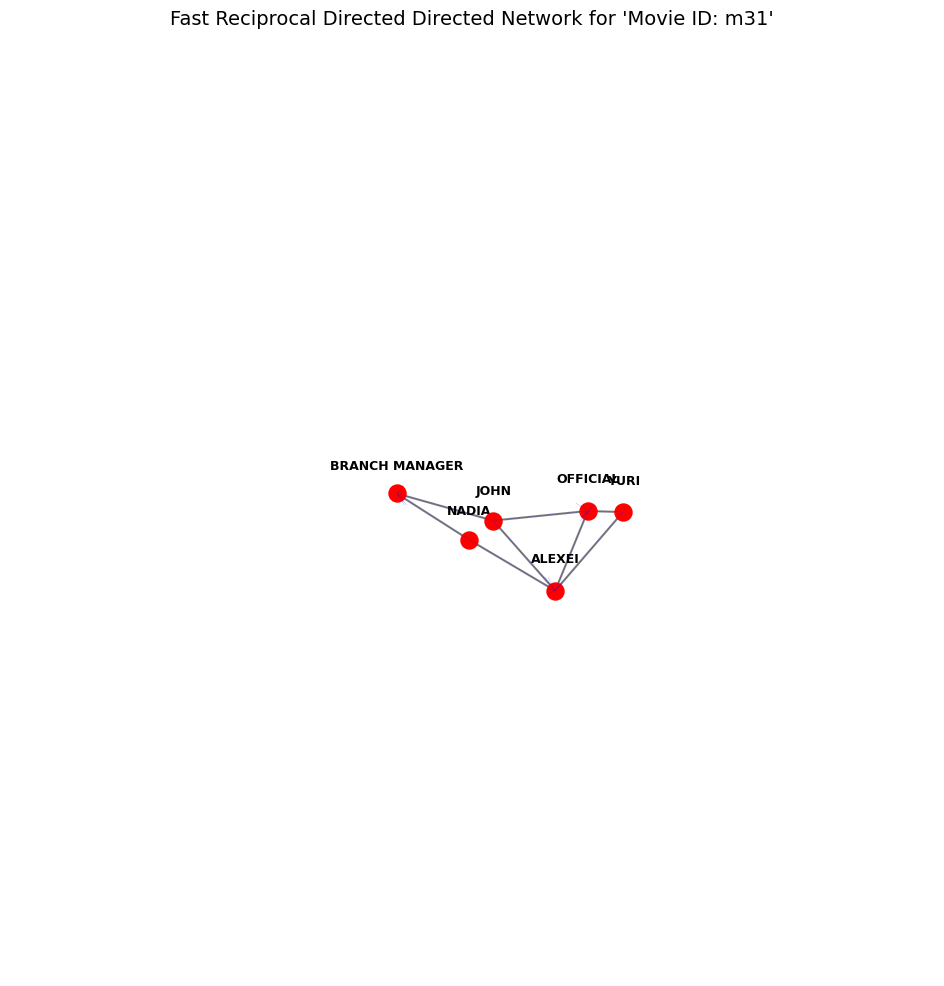 Fast Reciprocal Directed Directed Network for 'Movie ID: m31'
BRANCH MANAGER
OFFICIAL
YURI
JOHN
NADIA
ALEXEI